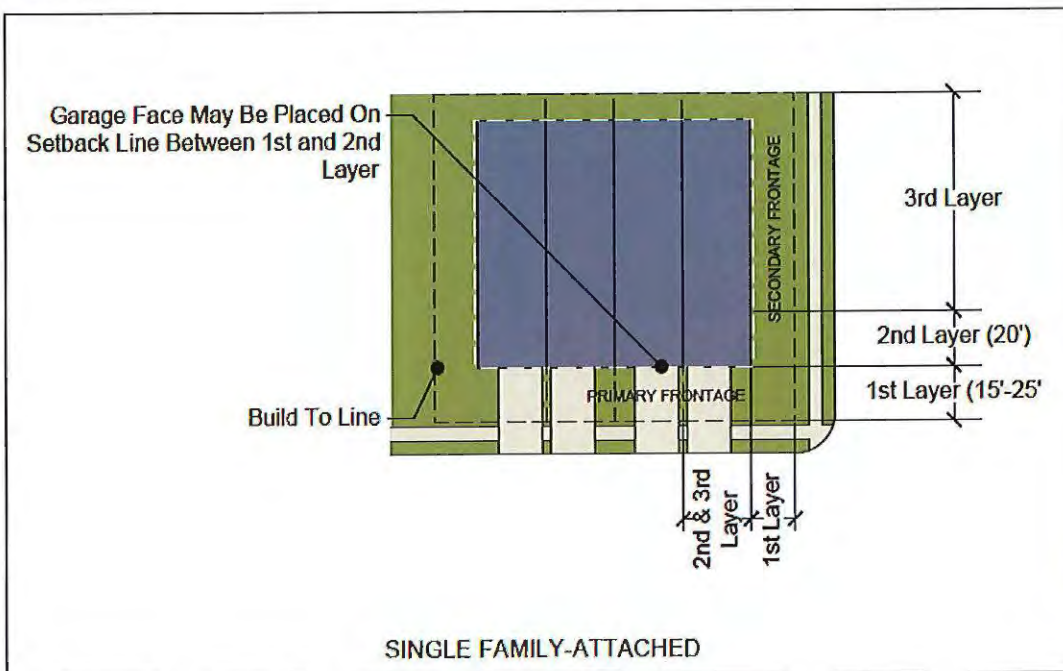 Garage Face May Be Placed On
Setback Line Between 1st and 2nd
Layer
SECONDARY FRONTAGE
3rd Layer
2nd Layer (20')
1st Layer (15'-25'
PRIMARY FRONTAGE
Build To Line
2nd & 3rd
Layer
1st Layer
SINGLE FAMILY-ATTACHED